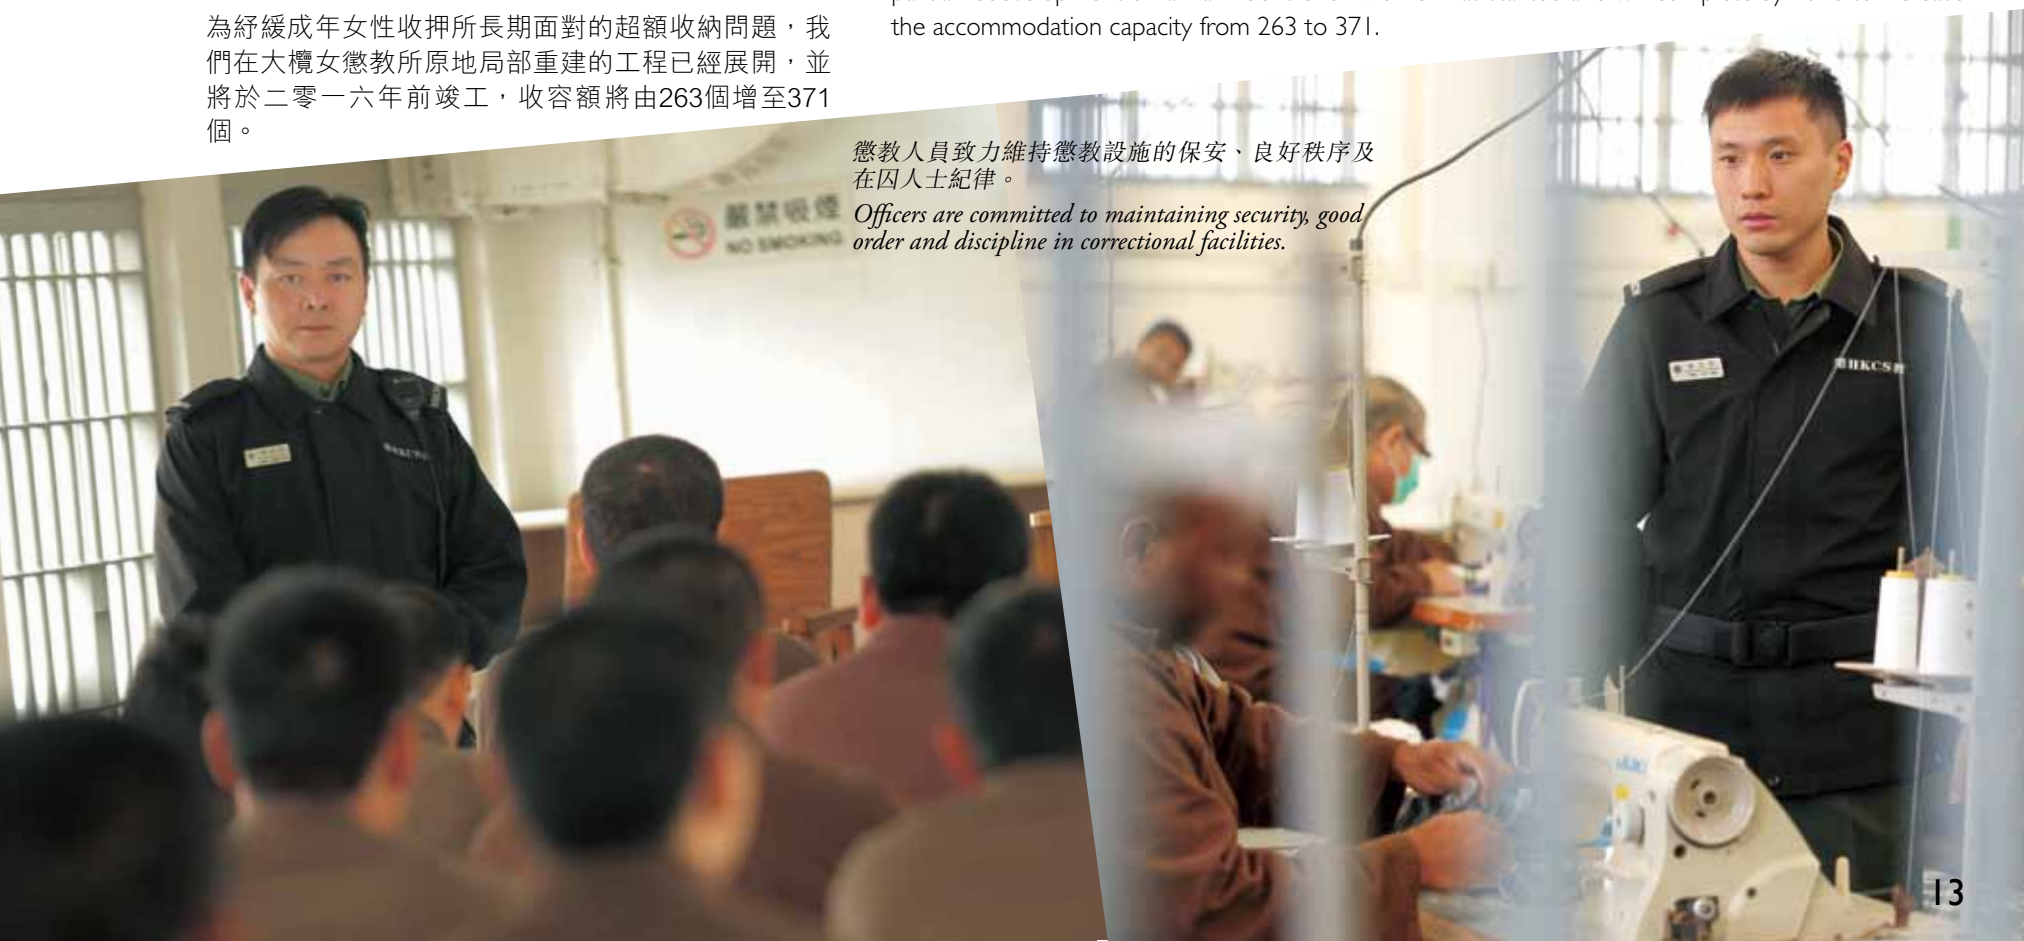 為紓緩成年女性收押所長期面對的超額收納問題，我
們在大欖女懲教所原地局部重建的工程已經展開，並
將於二零一六年前竣工，收容額將由263個增至371
個。
the accommodation capacity from 263 to 371.
懲教人員致力維持懲教設施的保安、良好秩序及
在囚人士紀律。
Officers are committed to maintaining security, good
order and discipline in correctional facilities.
嚴禁吸煙
NO SMOKING
HKCS
JUKI
13